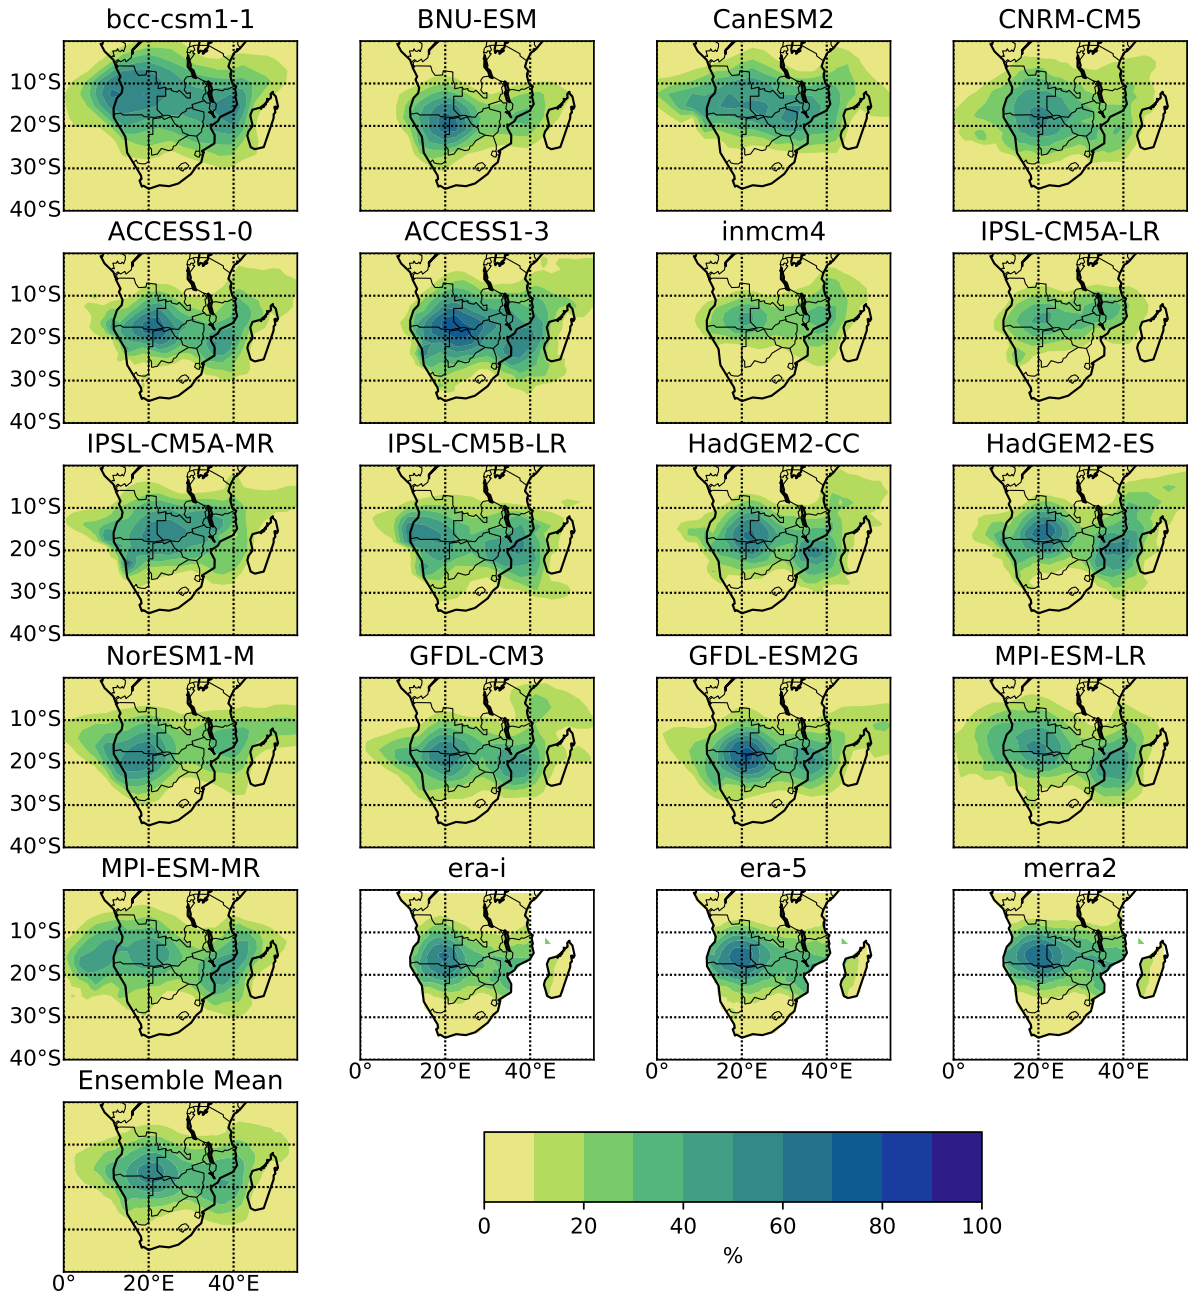 bcc-csm1-1 BNU-ESM CanESM2 CNRM-CM5
10°S
20°S
30°S
40°S
ACCESS1-0 ACCESS1-3 inmcm4 IPSL-CM5A-LR
10°S
20°S
30°S
40°S
IPSL-CM5A-MR IPSL-CM5B-LR HadGEM2-CC HadGEM2-ES
10°S
20°S
30°S
40°S
NorESM1-M GFDL-CM3 GFDL-ESM2G MPI-ESM-LR
10°S
20°S
30°S
40°S
MPI-ESM-MR era-i era-5 merra2
10°S
20°S
30°S
40°S
0° 20°E 40°E 0° 20°E 40°E 0° 20°E 40°E
Ensemble Mean
0° 20°E 40°E
0 20 40 60 80 100
%